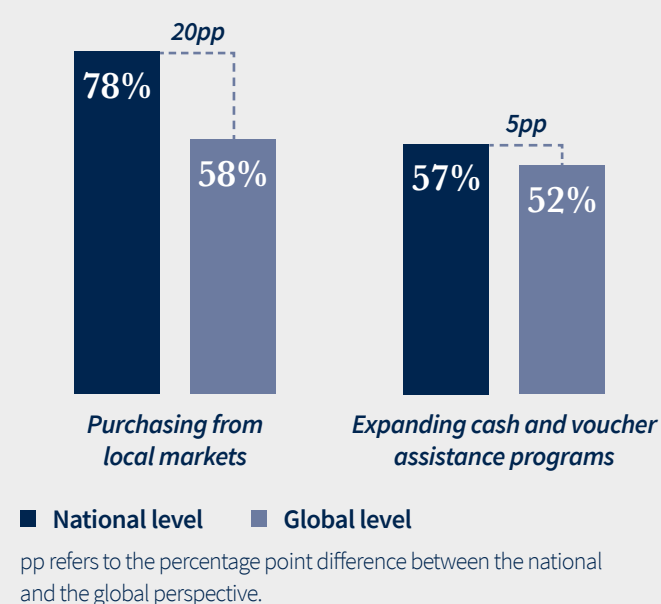 20pp
78%
58%
5pp
57%
52%
Purchasing from
local markets
Expanding cash and voucher
assistance programs
National level
Global level
pp refers to the percentage point difference between the national
and the global perspective.